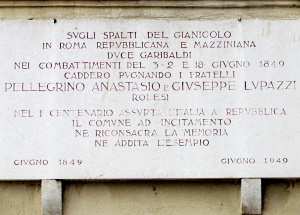 SVGLI SPALTI DEL GIANICOLO
IN ROMA REPVBBLICANA E MAZZINIANA
DVCE GARIBALDI
NEI COMBATTIMENTI DEL 3-2 E 18 GIVGNO 1849
CADDERO PVGNANDO I FRATELLI
PELLEGRINO ANASTASIO E GIVSEPPE LVPAZZI
ROLESI
NEL I CENTENARIO ASSVRTA L'ITALIA A REPVBBLICA
IL COMVNE AD INCITAMENTO
NE RICONSACRA LA MEMORIA
NE ADDITA L'ESEMPIO
GIVGNO 1849 GIVGNO 1949